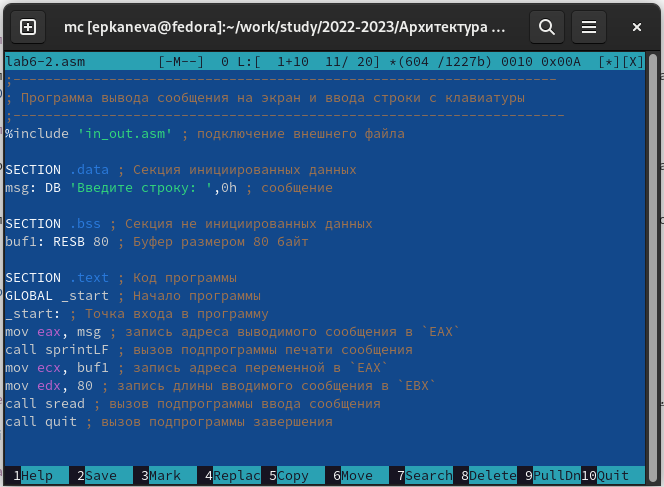 mc [epkaneva@fedora]:~/work/study/2022-2023/Архитектура ...
lab6-2.asm [-M--] 0 L:[ 1+10 11/ 20] *(604 /1227b) 0010 0x00A [*][X]
;--------------------------------------------------------------------
; Программа вывода сообщения на экран и ввода строки с клавиатуры
;---------------------------------------------------------------------
%include 'in_out.asm' ; подключение внешнего файла
SECTION .data ; Секция инициированных данных
msg: DB 'Введите строку: ',0h ; сообщение
SECTION .bss ; Секция не инициированных данных
buf1: RESB 80 ; Буфер размером 80 байт
SECTION .text ; Код программы
GLOBAL _start ; Начало программы
_start: ; Точка входа в программу
mov eax, msg ; запись адреса выводимого сообщения в `EAX`
call sprintLF ; вызов подпрограммы печати сообщения
mov ecx, buf1 ; запись адреса переменной в `EAX`
mov edx, 80 ; запись длины вводимого сообщения в `EBX`
call sread ; вызов подпрограммы ввода сообщения
call quit ; вызов подпрограммы завершения
1Help 2Save 3Mark 4Replac 5Copy 6Move 7Search 8Delete 9PullDn 10Quit